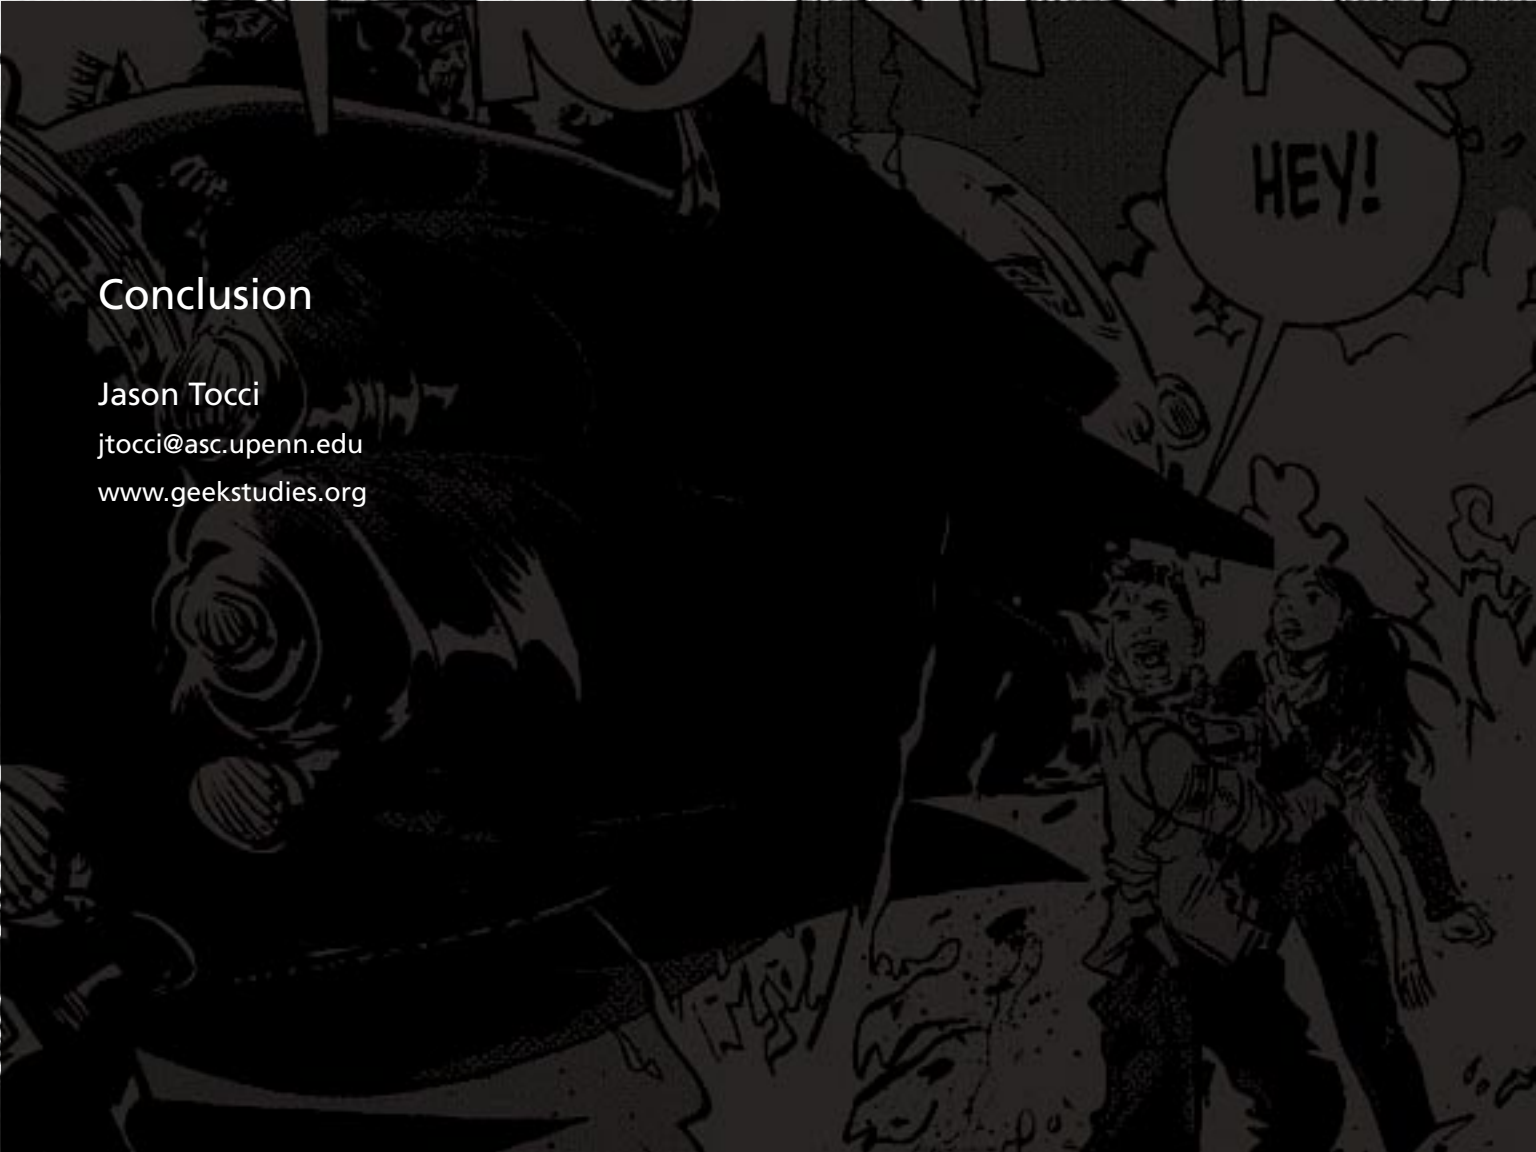 HEY!
Conclusion
Jason Tocci
jtocci@asc.upenn.edu
www.geekstudies.org